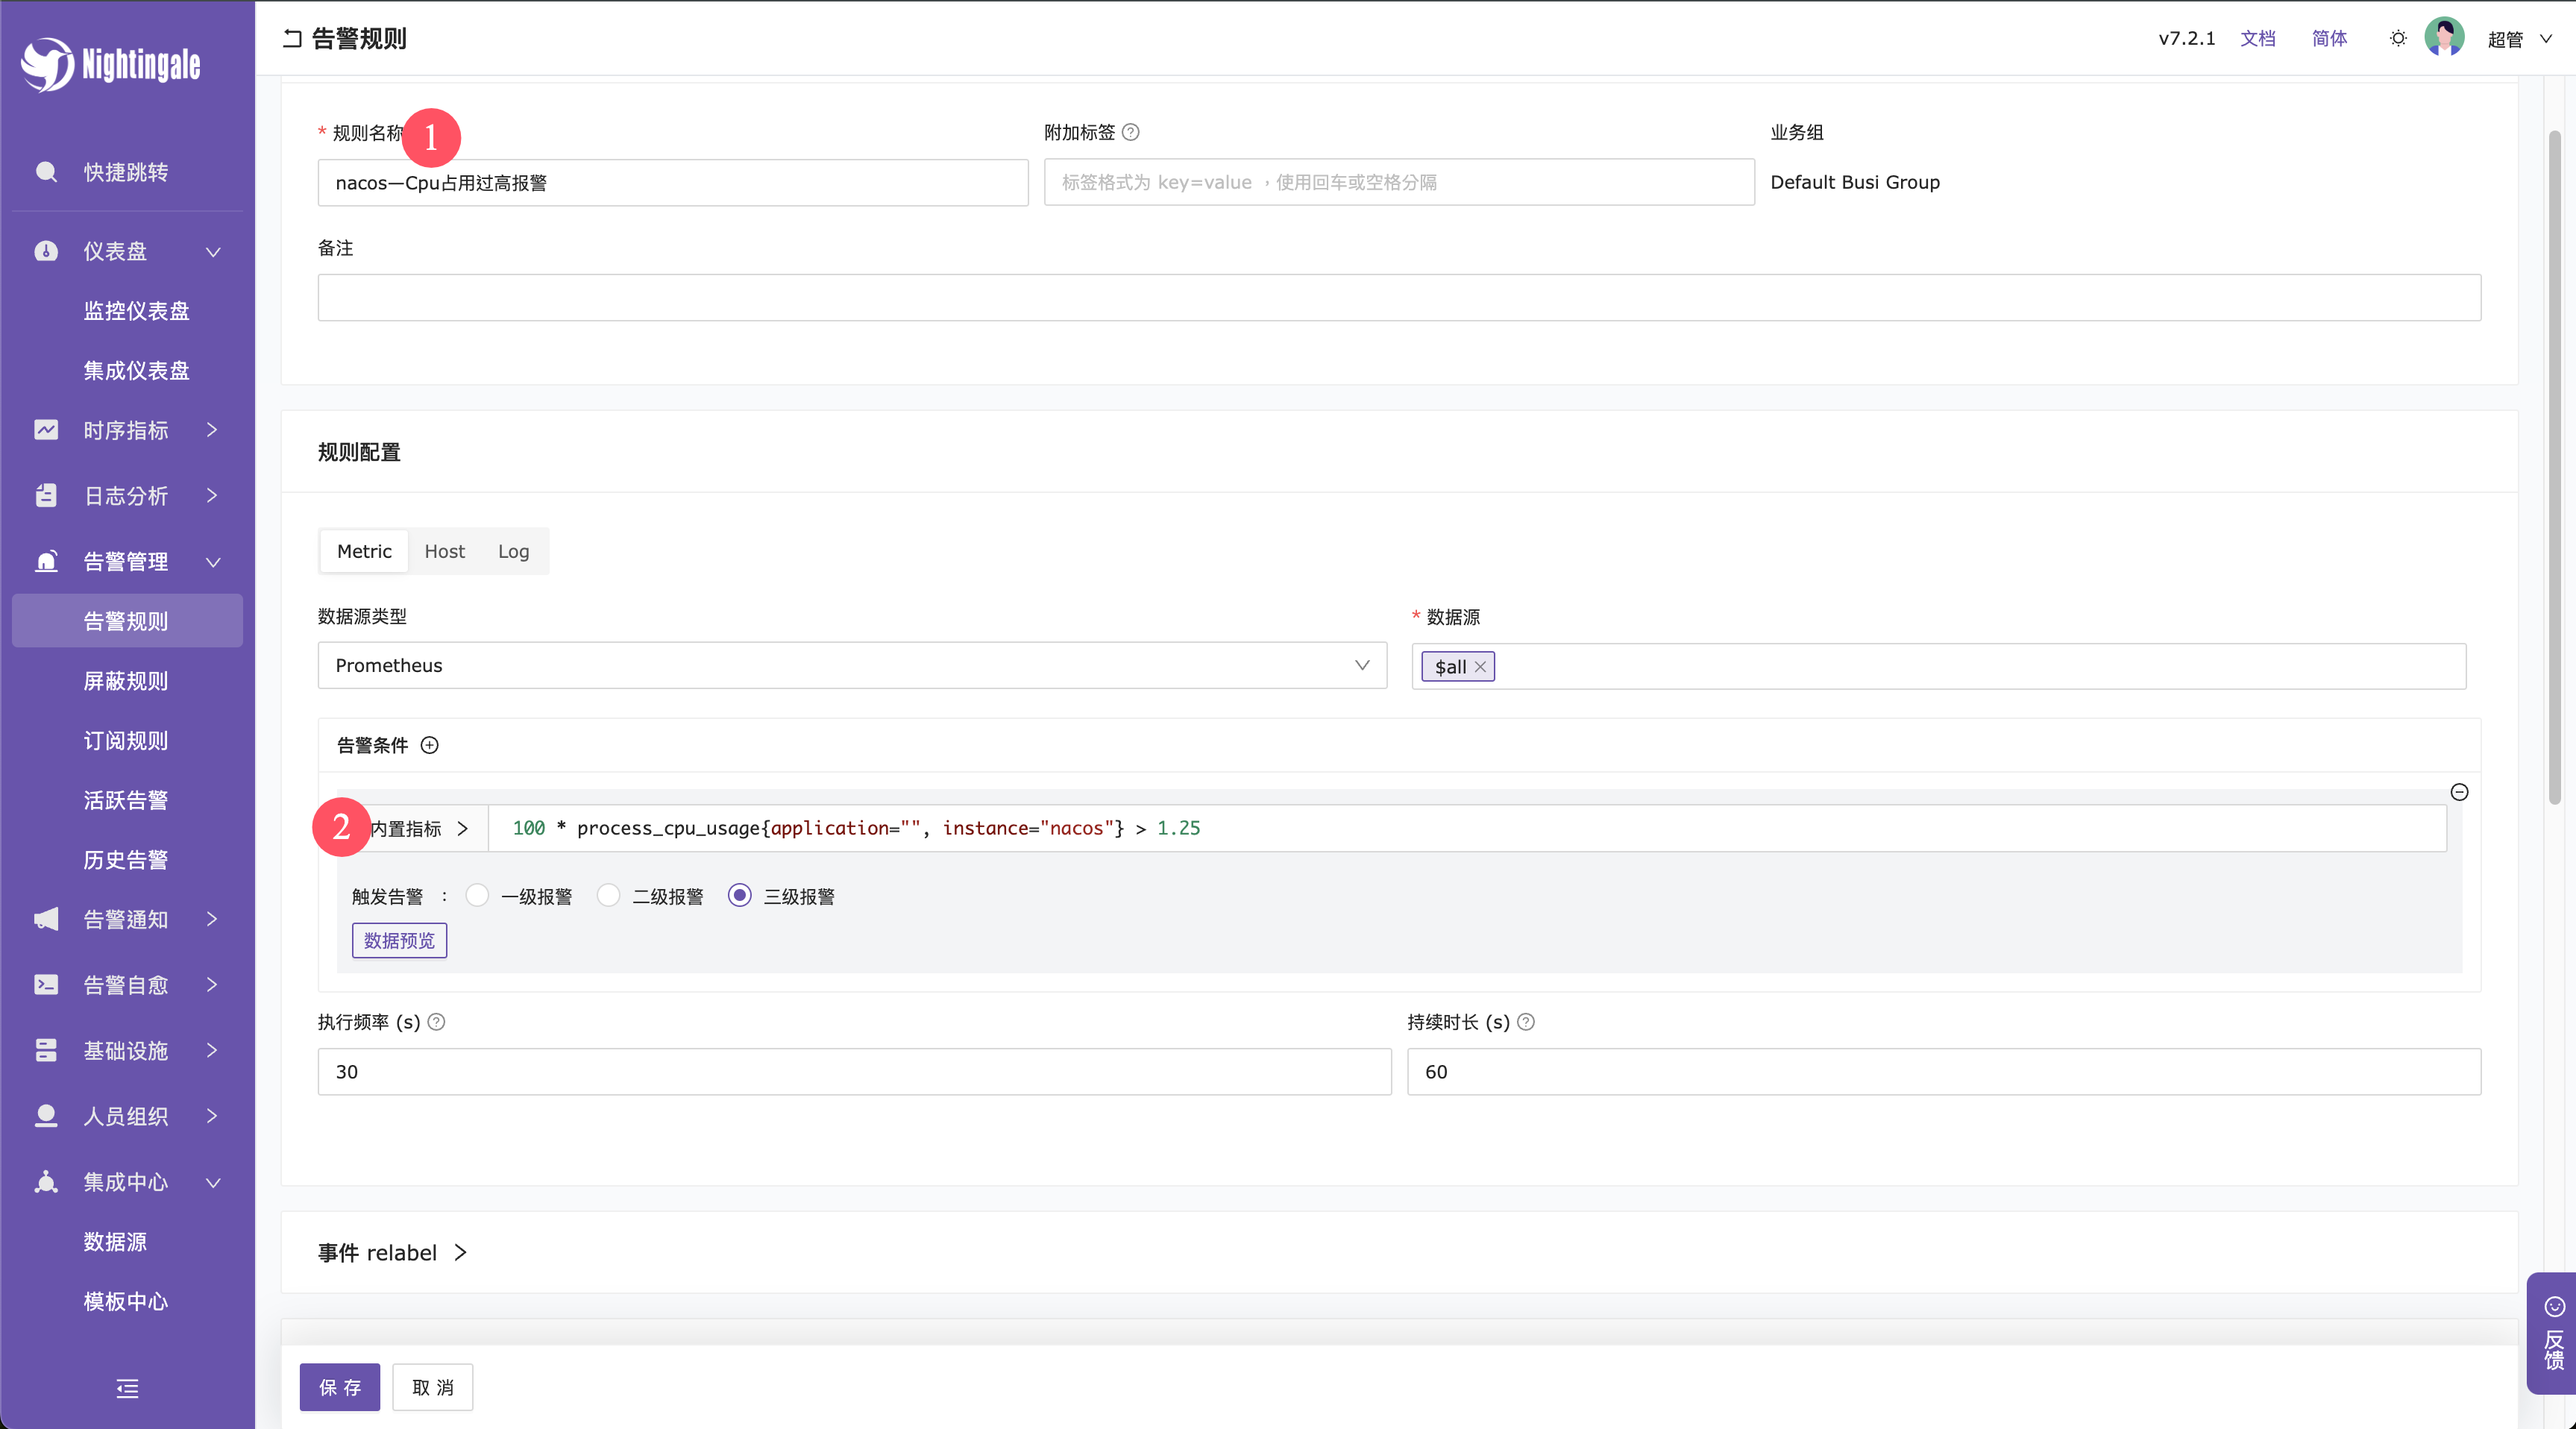 Nightingale
告警规则
v7.2.1
文档
简体
超管
快捷跳转
仪表盘
监控仪表盘
集成仪表盘
时序指标
日志分析
告警管理
告警规则
屏蔽规则
订阅规则
活跃告警
历史告警
告警通知
告警自愈
基础设施
人员组织
集成中心
数据源
模板中心
* 规则名称
1
附加标签
业务组
nacos—Cpu占用过高报警
标签格式为 key=value ，使用回车或空格分隔
Default Busi Group
备注
规则配置
Metric Host Log
数据源类型
* 数据源
Prometheus
$all
告警条件
2
内置指标
100 * process_cpu_usage{application="", instance="nacos"} > 1.25
触发告警 : 一级报警 二级报警 三级报警
数据预览
执行频率 (s)
持续时长 (s)
30
60
事件 relabel
保 存
取 消
反馈